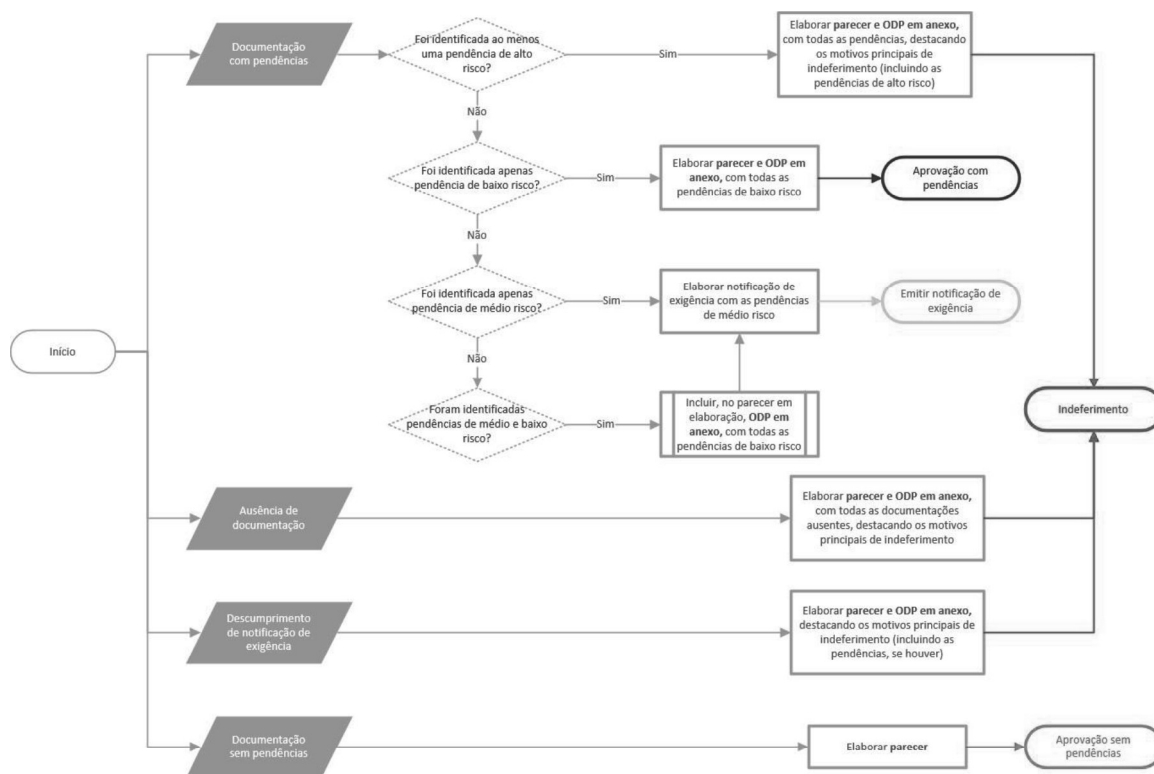 Documentação
com pendências
Foi identificada ao menos
uma pendência de alto
risco?
Sim
Elaborar parecer e ODP em anexo,
com todas as pendências, destacando
os motivos principais de
indeferimento (incluindo as
pendências de alto risco)
Não
Foi identificada apenas
pendência de baixo risco?
Sim
Elaborar parecer e ODP em
anexo, com todas as
pendências de baixo risco
Aprovação com
pendências
Não
Foi identificada apenas
pendência de médio risco?
Sim
Elaborar notificação de
exigência com as pendências
de médio risco
Emitir notificação de
exigência
Início
Não
Foram identificadas
pendências de médio e baixo
risco?
Sim
Incluir, no parecer em
elaboração, ODP em
anexo, com todas as
pendências de baixo risco
Indeferimento
Ausência de
documentação
Elaborar parecer e ODP em anexo,
com todas as documentações
ausentes, destacando os motivos
principais de indeferimento
Descumprimento
de notificação de
exigência
Elaborar parecer e ODP em anexo,
destacando os motivos principais de
indeferimento (incluindo as
pendências, se houver)
Documentação
sem pendências
Elaborar parecer
Aprovação sem
pendências